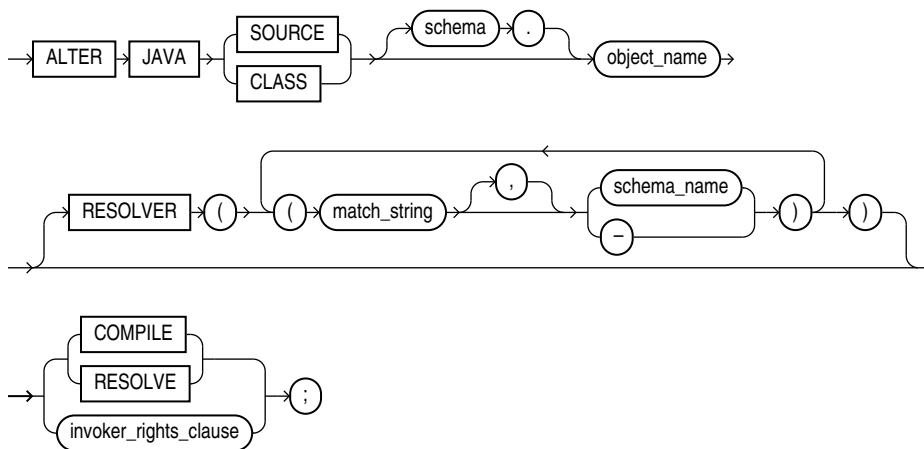 ALTER JAVA SOURCE schema . object_name
CLASS
RESOLVER ( ( match_string , schema_name ) )
–
COMPILE
RESOLVE ;
invoker_rights_clause